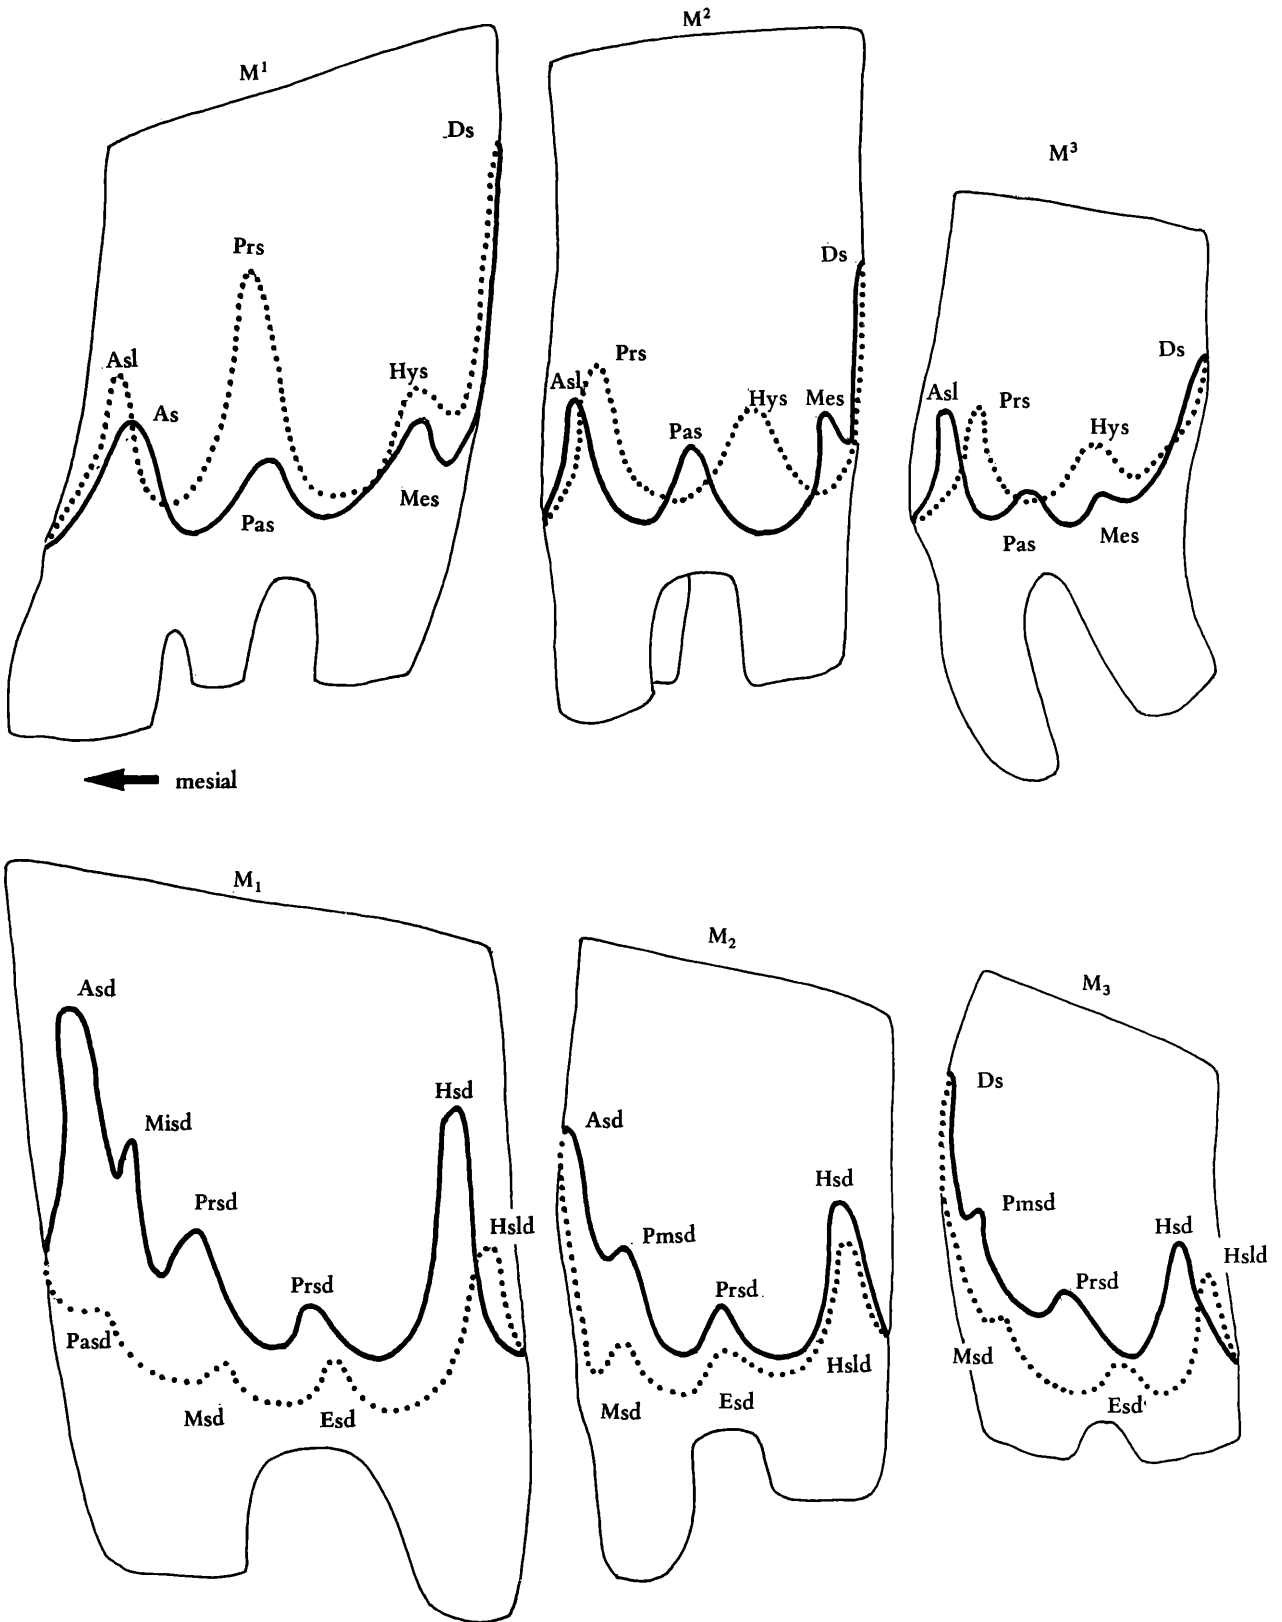 M¹
Ds
Prs
Asl
As
Hys
Pas
Mes
M²
Ds
Prs
Asl
Hys
Mes
Pas
M³
Ds
Asl
Prs
Hys
Pas
Mes
mesial
M₁
Asd
Misd
Hsd
Prsd
Hsld
Prsd
Pasd
Msd
Esd
M₂
Asd
Hsd
Pmsd
Prsd
Hsld
Msd
Esd
M₃
Ds
Pmsd
Hsd
Hsld
Prsd
Msd
Esd